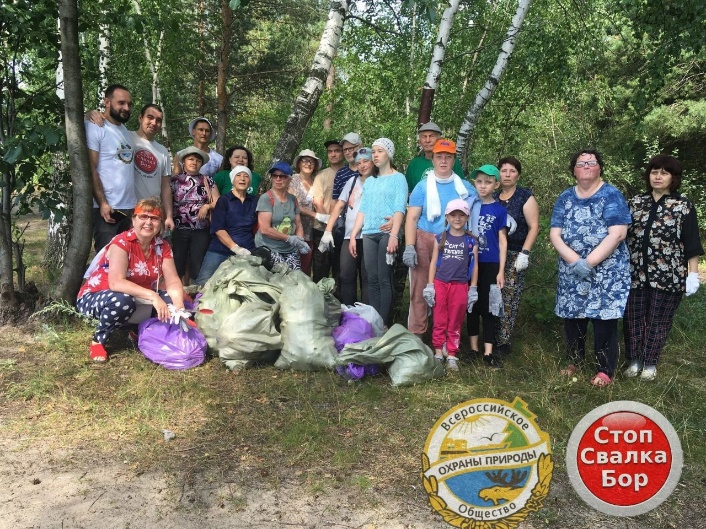 Всероссийское
ОХРАНЫ ПРИРОДЫ
Общество
Стоп
Свалка
Бор